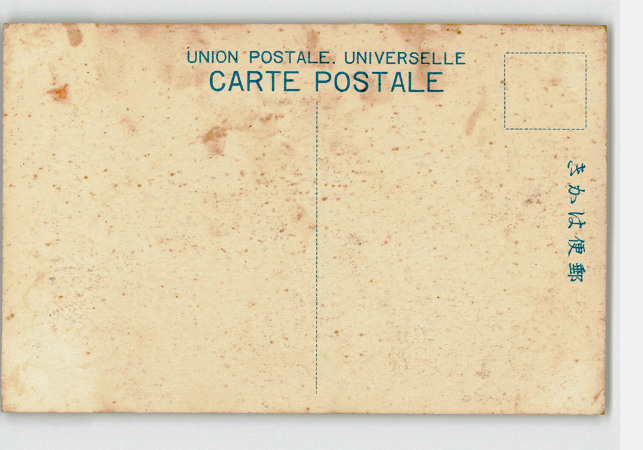 UNION POSTALE. UNIVERSELLE
CARTE POSTALE
郵便はかき